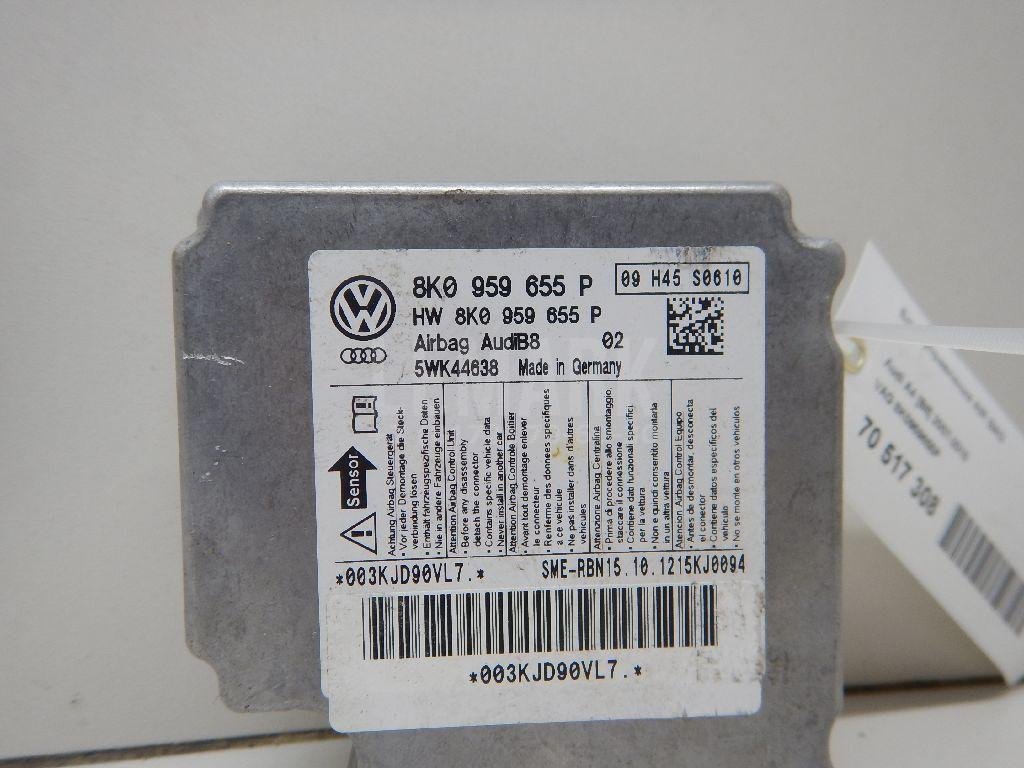 8K0 959 655 P
09 H45 S0610
HW 8K0 959 655 P
Airbag AudiB8 02
5WK44638 Made in Germany
Sensor
Achtung Airbag Steuergerät
• Vor jeder Demontage die Steck-
verbindung lösen
• Enthält fahrzeugspezifische Daten
• Nie in andere Fahrzeuge einbauen
Attention Airbag Control Unit
• Before any disassembly
detach the connector
• Contains specific vehicle data
• Never install in another car
Attention Airbag Controle Boitier
• Avant tout demontage enlever
le connecteur
• Renferme des donnees specifiques
a ce vehicule
• Ne pas installer dans d'autres
vehicules
Attenzione Airbag Centralina
• Prima di procedere allo smontaggio,
staccare il connessione
• Contiene dati funzionali specifici
per la vettura
• Non e quindi consentito montarla
in un altra vettura
Atencion Airbag Control Equipo
• Antes de desmontar, desconecta
el conector
• Contiene datos especificos del
vehiculo
• No se monte en otros vehiculos
*003KJD90VL7.*
SME-RBN15.10.1215KJ0094
*003KJD90VL7.*
Audi A4
VAG
70 517 308